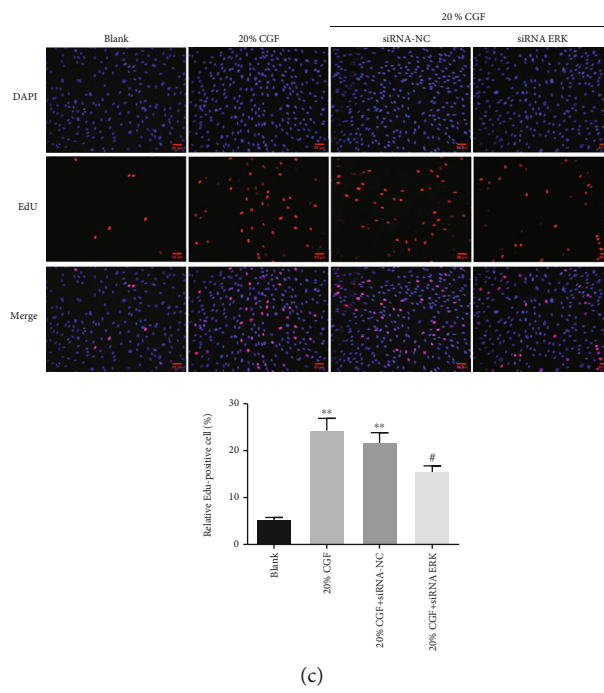 20 % CGF
Blank
20% CGF
siRNA-NC
siRNA ERK
DAPI
EdU
Merge
Relative Edu-positive cell (%)
30
20
10
0
**
**
#
Blank
20% CGF
20% CGF+siRNA-NC
20% CGF+siRNA ERK
(c)